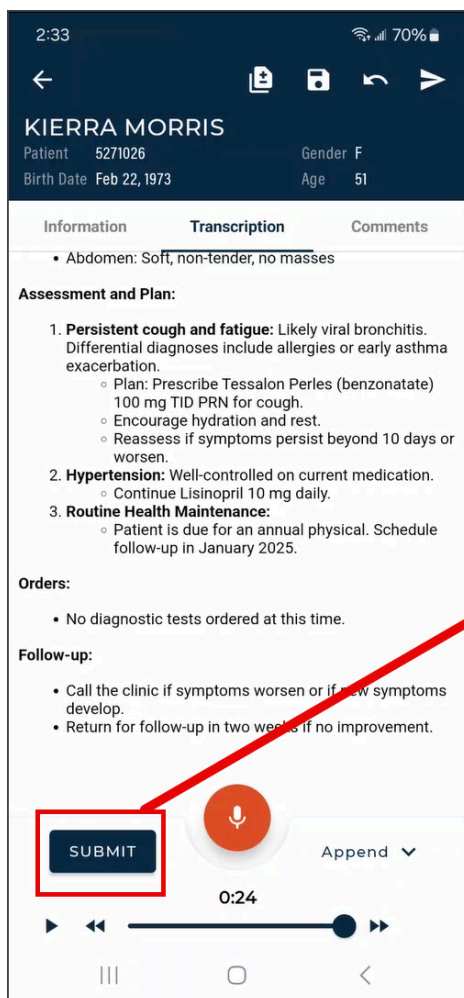 2:33 70%
KIERRA MORRIS
Patient 5271026 Gender F
Birth Date Feb 22, 1973 Age 51
Information Transcription Comments
• Abdomen: Soft, non-tender, no masses
Assessment and Plan:
1. Persistent cough and fatigue: Likely viral bronchitis.
Differential diagnoses include allergies or early asthma
exacerbation.
◦ Plan: Prescribe Tessalon Perles (benzonatate)
100 mg TID PRN for cough.
◦ Encourage hydration and rest.
◦ Reassess if symptoms persist beyond 10 days or
worsen.
2. Hypertension: Well-controlled on current medication.
◦ Continue Lisinopril 10 mg daily.
3. Routine Health Maintenance:
◦ Patient is due for an annual physical. Schedule
follow-up in January 2025.
Orders:
• No diagnostic tests ordered at this time.
Follow-up:
• Call the clinic if symptoms worsen or if new symptoms
develop.
• Return for follow-up in two weeks if no improvement.
SUBMIT Append
0:24